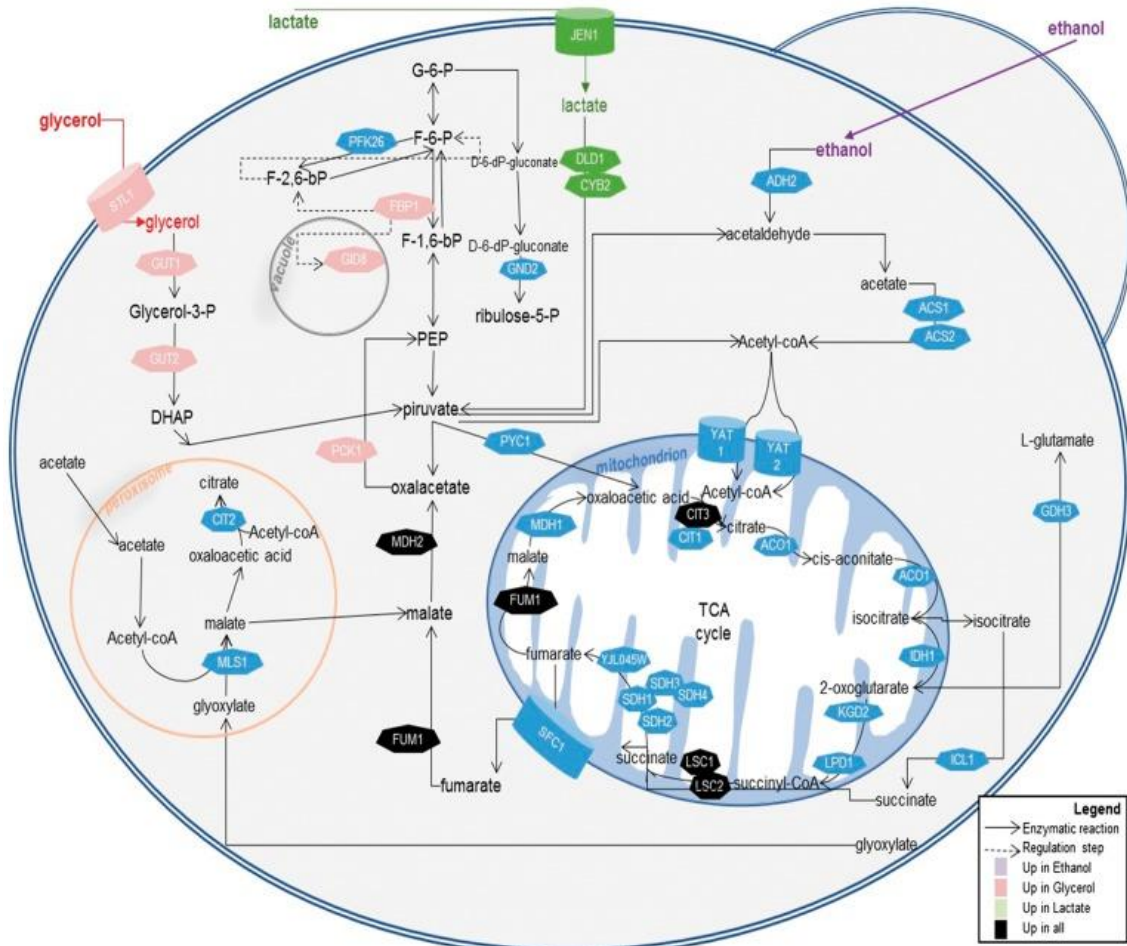 lactate
JEN1
ethanol
G-6-P
lactate
glycerol
PFK26
F-6-P
D-6-dP-gluconate
DLD1
CYB2
ethanol
ADH2
F-2,6-bP
STL1
glycerol
FBP1
F-1,6-bP
D-6-dP-gluconate
acetaldehyde
GUT1
vacuole
GID8
GND2
acetate
Glycerol-3-P
ribulose-5-P
ACS1
ACS2
PEP
Acetyl-coA
GUT2
DHAP
piruvate
YAT 1
YAT 2
L-glutamate
PCK1
PYC1
mitochondrion
acetate
peroxisome
citrate
oxalacetate
oxaloacetic acid
Acetyl-coA
GDH3
CIT2
Acetyl-coA
CIT3
citrate
MDH1
CIT1
ACO1
acetate
oxaloacetic acid
MDH2
malate
cis-aconitate
ACO1
FUM1
TCA
cycle
isocitrate
isocitrate
Acetyl-coA
malate
malate
fumarate
YJL045W
IDH1
MLS1
SDH3
SDH4
SDH1
2-oxoglutarate
glyoxylate
SDH2
KGD2
FUM1
SFC1
succinate
LSC1
LPD1
ICL1
fumarate
LSC2
succinyl-CoA
succinate
glyoxylate
Legend
Enzymatic reaction
Regulation step
Up in Ethanol
Up in Glycerol
Up in Lactate
Up in all